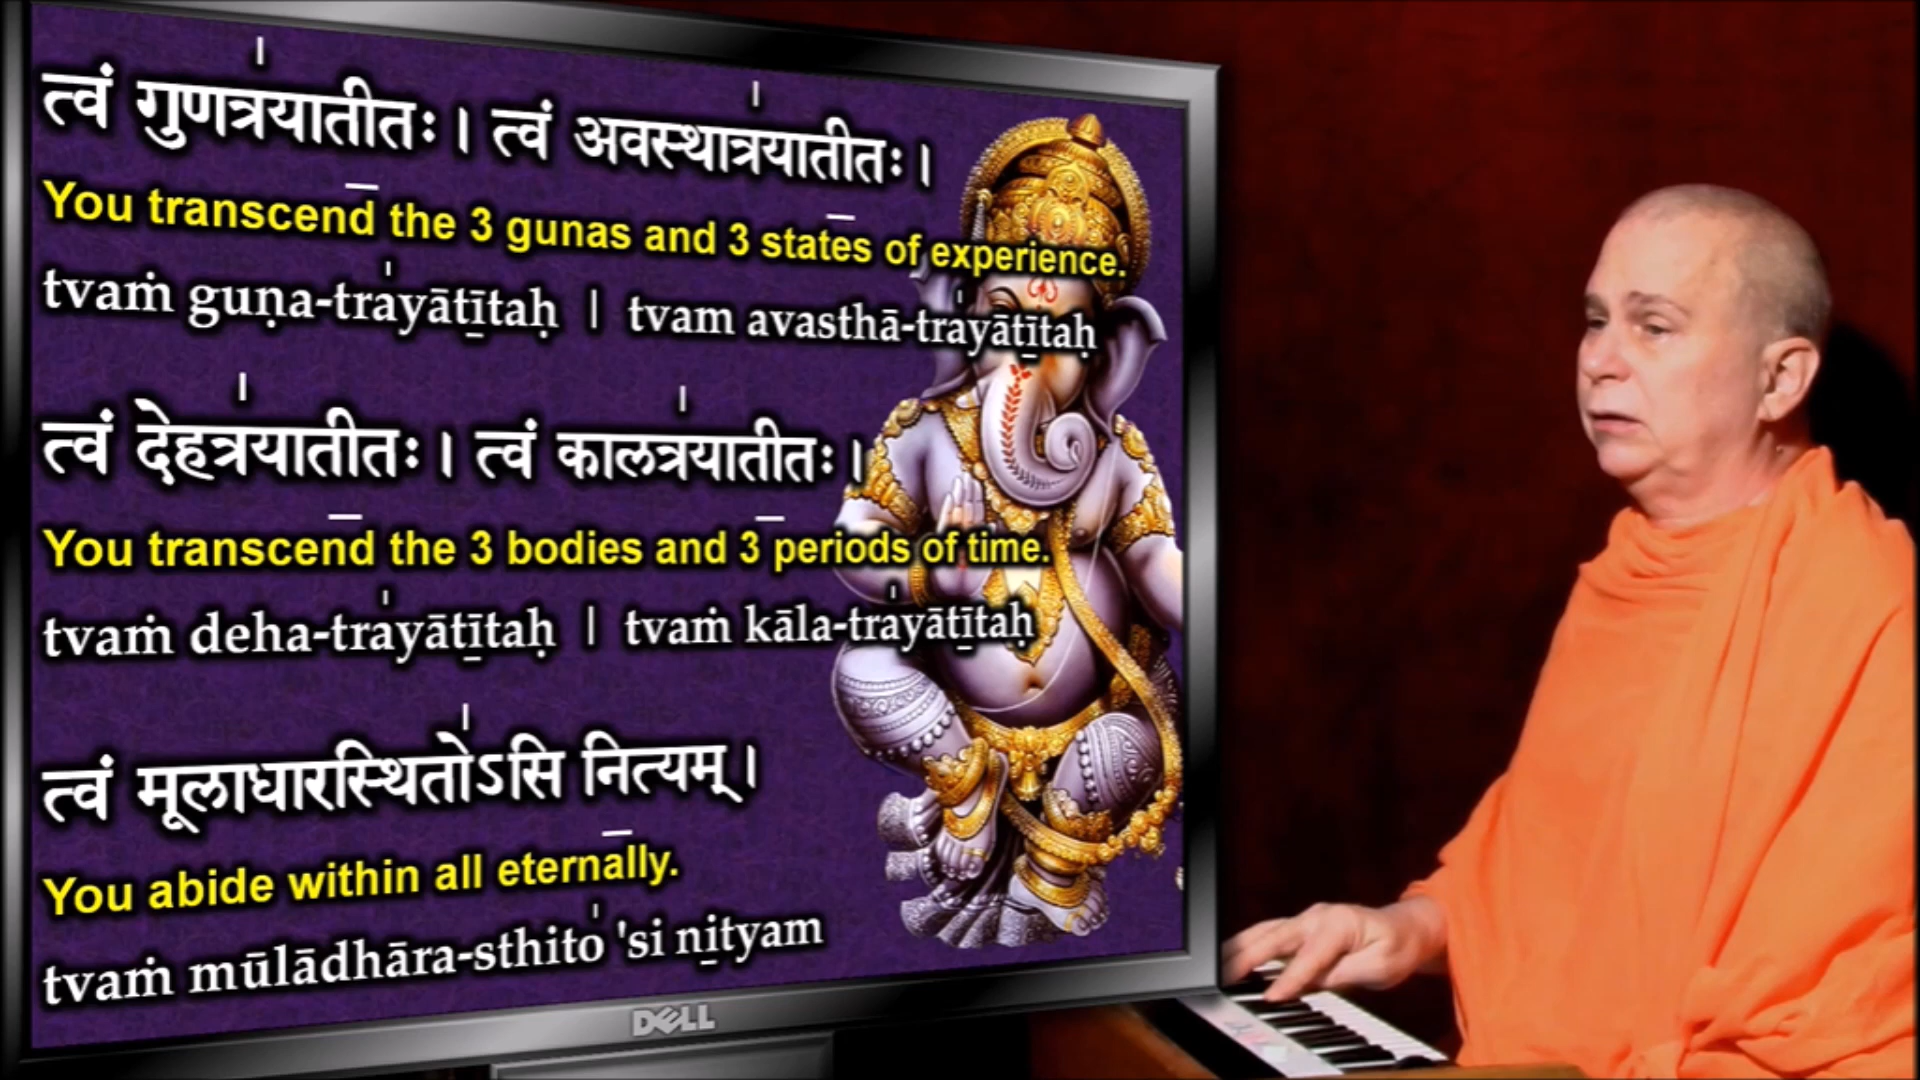 त्वं गुणत्रयातीतः। त्वं अवस्थात्रयातीतः।
You transcend the 3 gunas and 3 states of experience.
tvaṁ guṇa-trayātītaḥ | tvam avasthā-trayātītaḥ
त्वं देहत्रयातीतः। त्वं कालत्रयातीतः।
You transcend the 3 bodies and 3 periods of time.
tvaṁ deha-trayātītaḥ | tvaṁ kāla-trayātītaḥ
त्वं मूलाधारस्थितोऽसि नित्यम्।
You abide within all eternally.
tvaṁ mūlādhāra-sthito 'si nityam
DELL